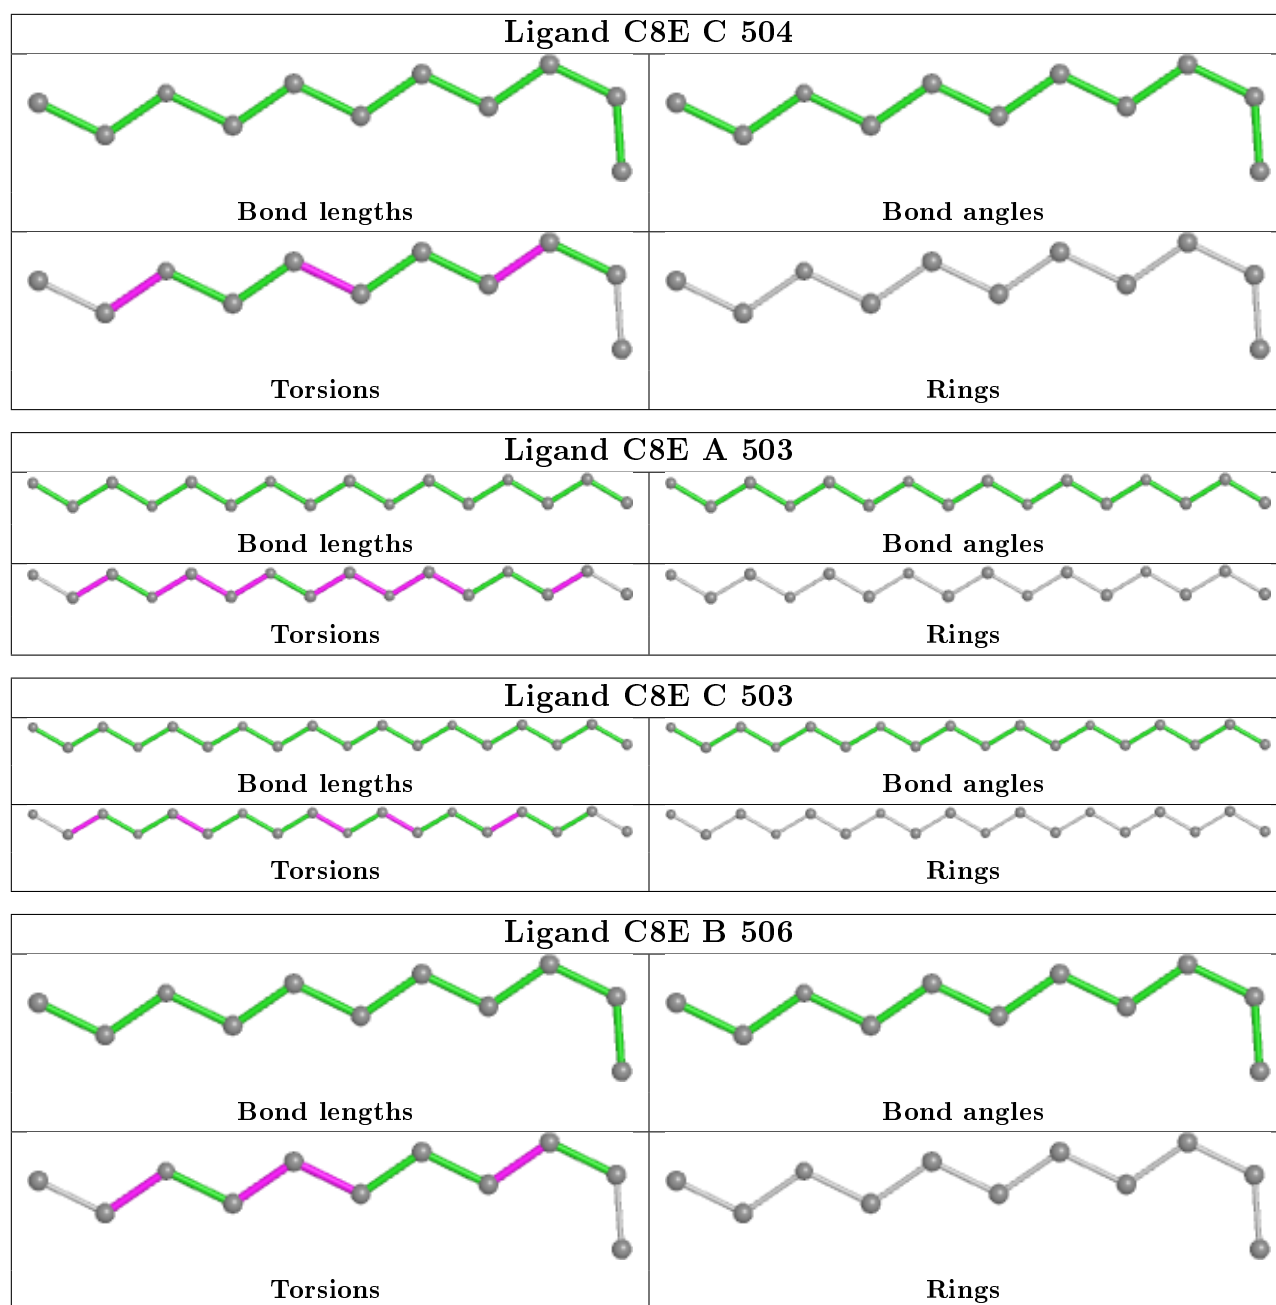 Ligand C8E C 504
Bond lengths
Bond angles
Torsions
Rings
Ligand C8E A 503
Bond lengths
Bond angles
Torsions
Rings
Ligand C8E C 503
Bond lengths
Bond angles
Torsions
Rings
Ligand C8E B 506
Bond lengths
Bond angles
Torsions
Rings